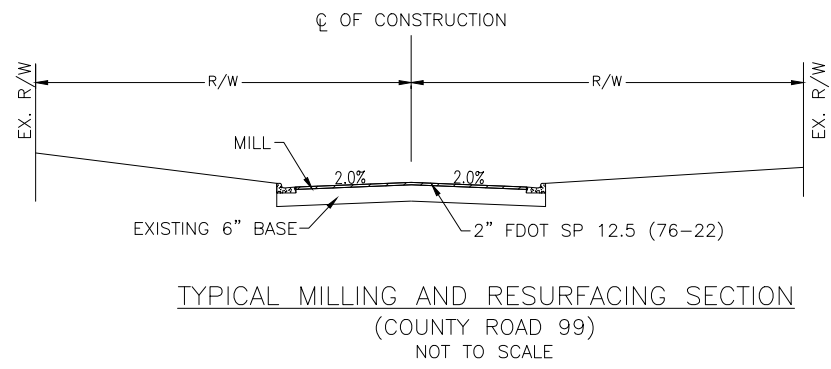 ℄ OF CONSTRUCTION
EX. R/W
R/W
R/W
EX. R/W
MILL
2.0%
2.0%
EXISTING 6" BASE
2" FDOT SP 12.5 (76-22)
TYPICAL MILLING AND RESURFACING SECTION
(COUNTY ROAD 99)
NOT TO SCALE